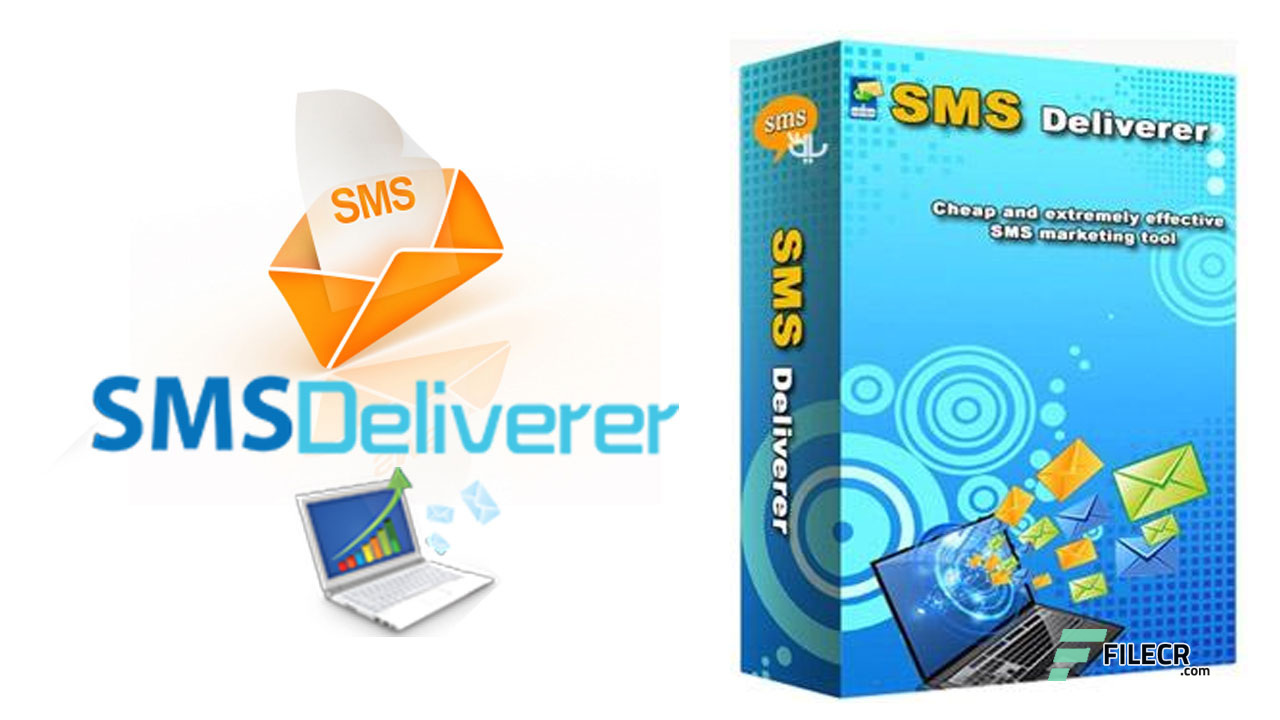 SMS
SMSDeliverer
sms
SMS Deliverer
SMS Deliverer
Cheap and extremely effective
SMS marketing tool
FILECR
.com